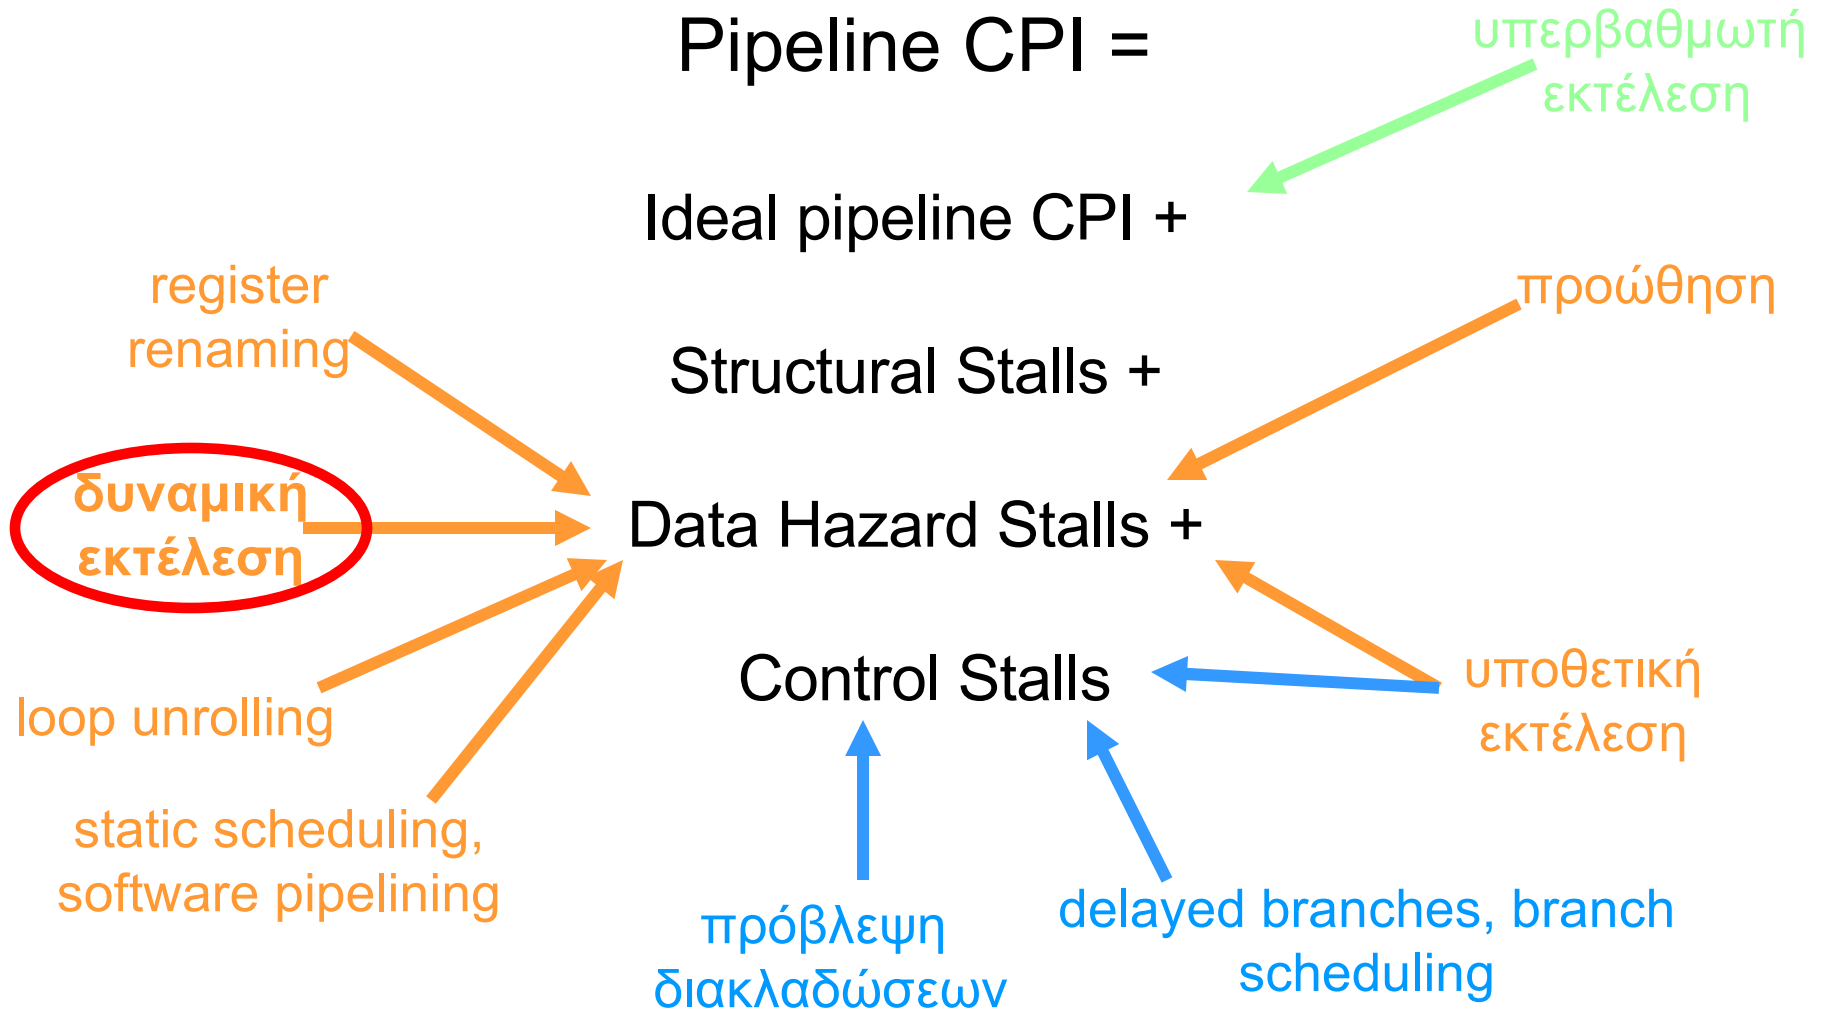 Pipeline CPI =
υπερβαθμωτή
εκτέλεση
Ideal pipeline CPI +
register
renaming
προώθηση
Structural Stalls +
δυναμική
εκτέλεση
Data Hazard Stalls +
loop unrolling
Control Stalls
υποθετική
εκτέλεση
static scheduling,
software pipelining
πρόβλεψη
διακλαδώσεων
delayed branches, branch
scheduling